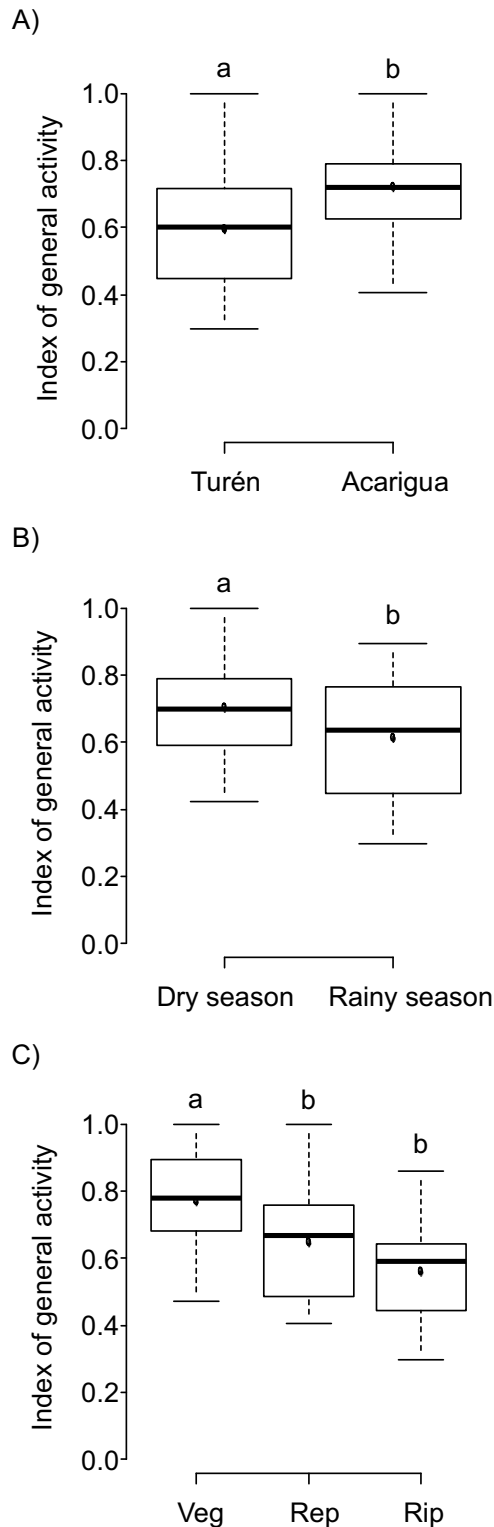 A)
a b
Index of general activity
1.0
0.8
0.6
0.4
0.2
0.0
Turén Acarigua
B)
a b
Index of general activity
1.0
0.8
0.6
0.4
0.2
0.0
Dry season Rainy season
C)
a b b
Index of general activity
1.0
0.8
0.6
0.4
0.2
0.0
Veg Rep Rip